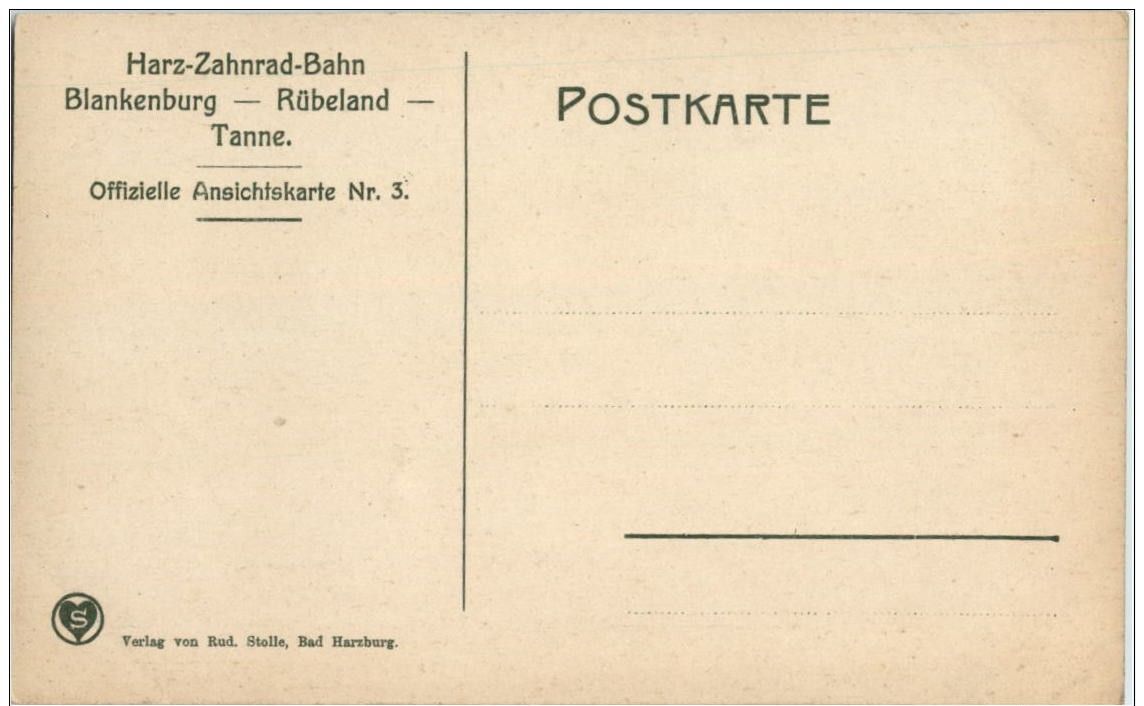 Harz-Zahnrad-Bahn
Blankenburg — Rübeland —
Tanne.
Offizielle Ansichtskarte Nr. 3.
POSTKARTE
S
Verlag von Rud. Stolle, Bad Harzburg.